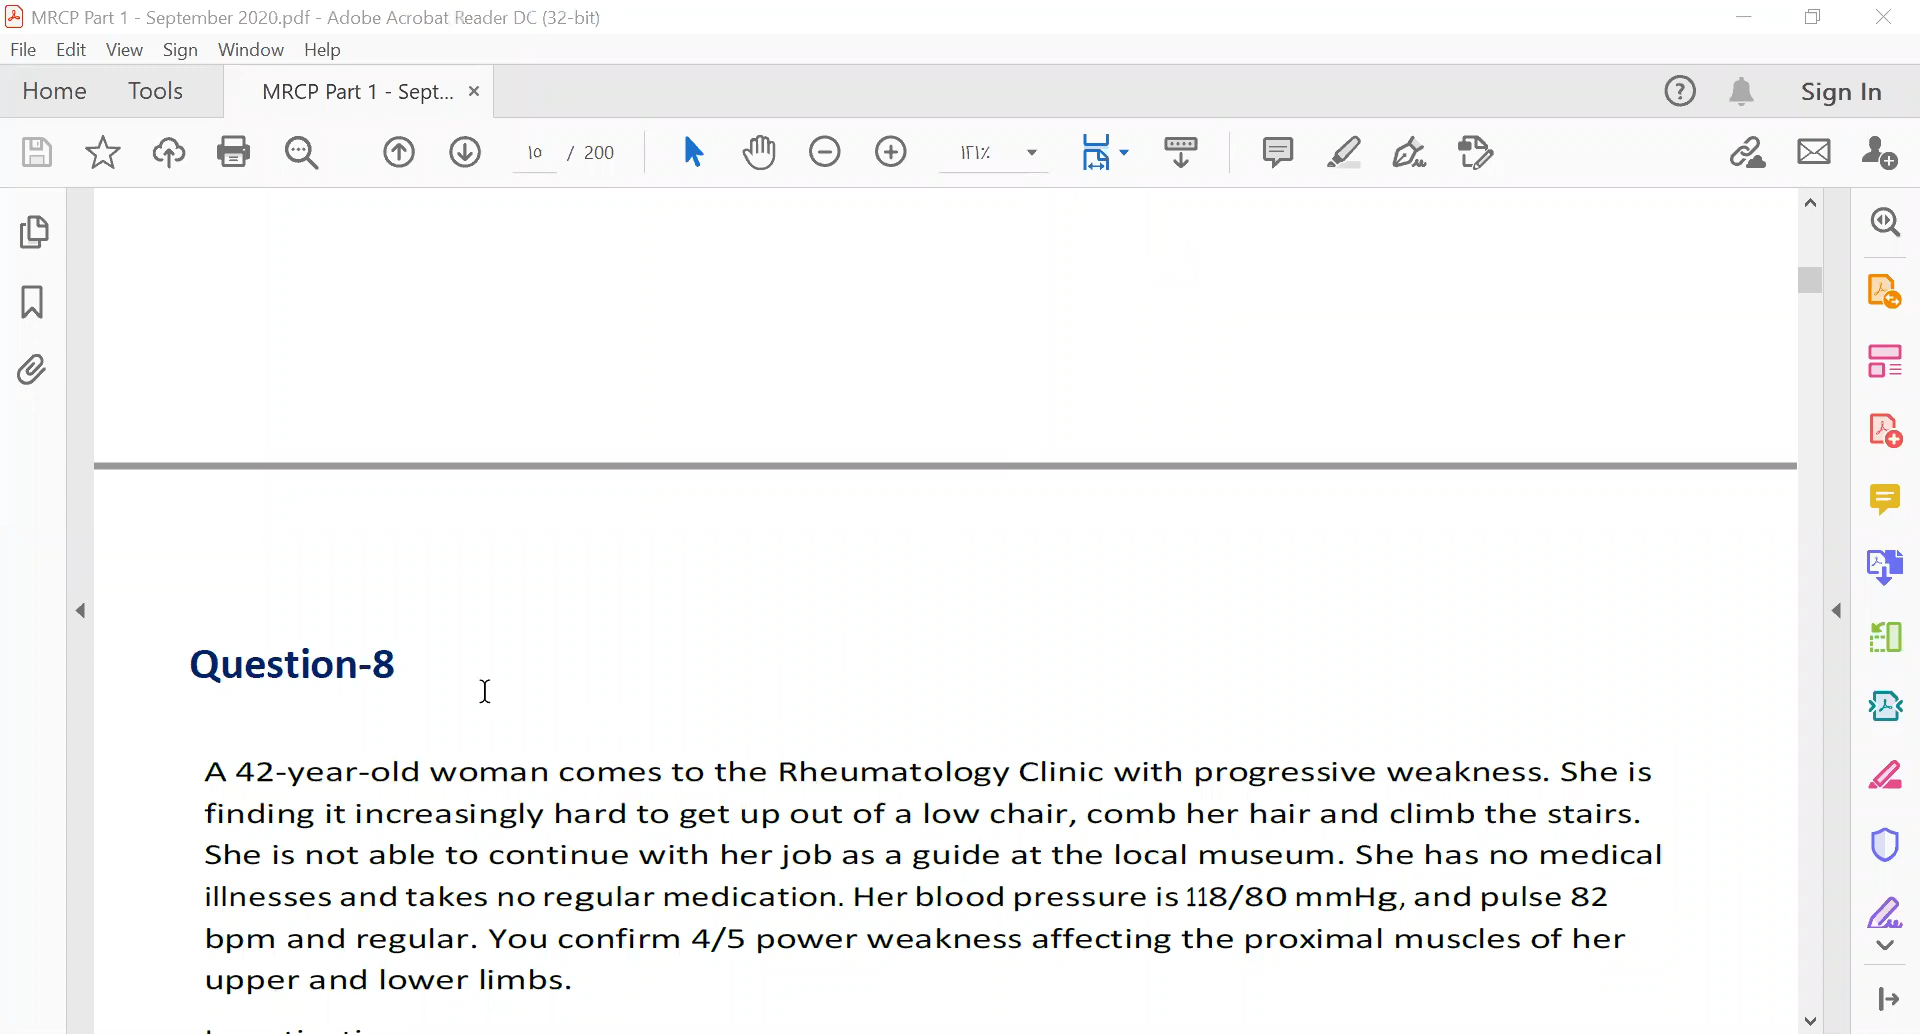 MRCP Part 1 - September 2020.pdf - Adobe Acrobat Reader DC (32-bit)
File Edit View Sign Window Help
Home Tools MRCP Part 1 - Sept... × Sign In
١٥ / 200 ١٢١٪
Question-8
A 42-year-old woman comes to the Rheumatology Clinic with progressive weakness. She is
finding it increasingly hard to get up out of a low chair, comb her hair and climb the stairs.
She is not able to continue with her job as a guide at the local museum. She has no medical
illnesses and takes no regular medication. Her blood pressure is 118/80 mmHg, and pulse 82
bpm and regular. You confirm 4/5 power weakness affecting the proximal muscles of her
upper and lower limbs.